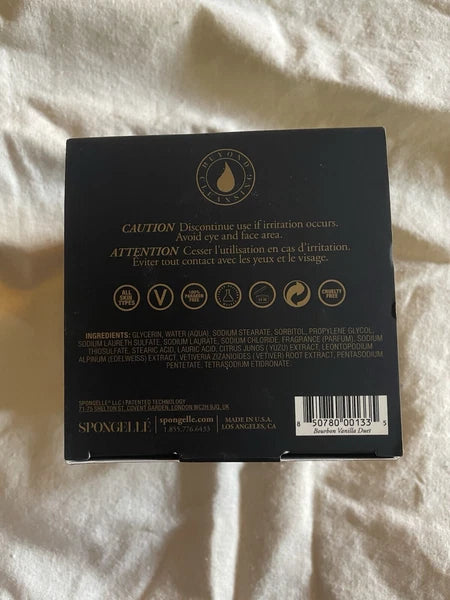 BEYOND CLEANSING
CAUTION Discontinue use if irritation occurs.
Avoid eye and face area.
ATTENTION Cesser l'utilisation en cas d'irritation.
Éviter tout contact avec les yeux et le visage.
ALL SKIN TYPES
V
100% PARABEN FREE
CRUELTY FREE
INGREDIENTS: GLYCERIN, WATER (AQUA), SODIUM STEARATE, SORBITOL, PROPYLENE GLYCOL,
SODIUM LAURETH SULFATE, SODIUM LAURATE, SODIUM CHLORIDE, FRAGRANCE (PARFUM), SODIUM
THIOSULFATE, STEARIC ACID, LAURIC ACID, CITRUS JUNOS (YUZU) EXTRACT, LEONTOPODIUM
ALPINUM (EDELWEISS) EXTRACT, VETIVERIA ZIZANIOIDES (VETIVER) ROOT EXTRACT, PENTASODIUM
PENTETATE, TETRASODIUM ETIDRONATE.
SPONGELLE® LLC | PATENTED TECHNOLOGY
71-75 SHELTON ST, COVENT GARDEN, LONDON WC2H 9JQ, UK
SPONGELLÉ
spongelle.com
1.855.776.6453
MADE IN U.S.A.
LOS ANGELES, CA
8 50780 00133 5
Bourbon Vanilla Duet